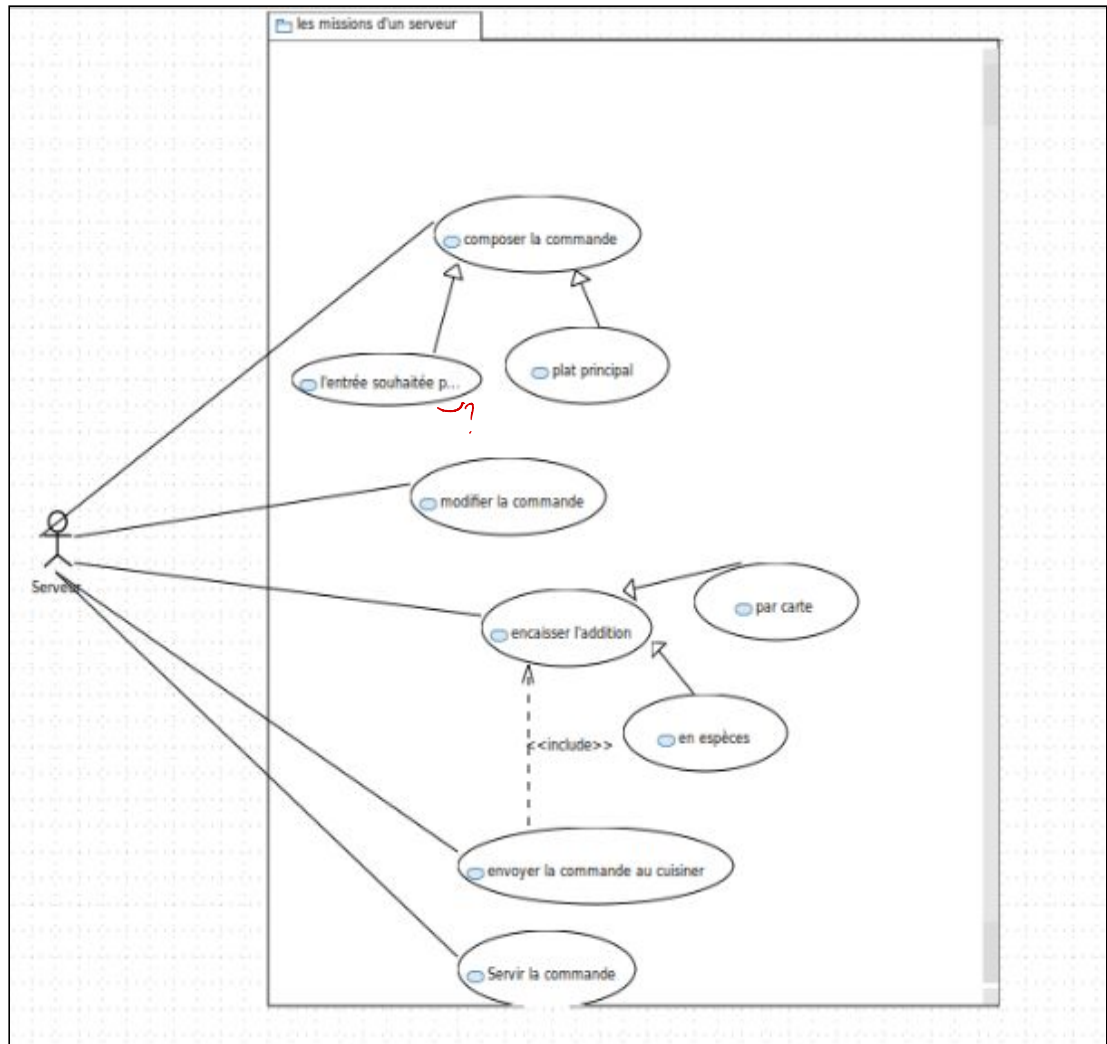 les missions d'un serveur
composer la commande
l'entrée souhaitée p...
plat principal
?
modifier la commande
Serveur
par carte
encaisser l'addition
en espèces
<<include>>
envoyer la commande au cuisiner
Servir la commande